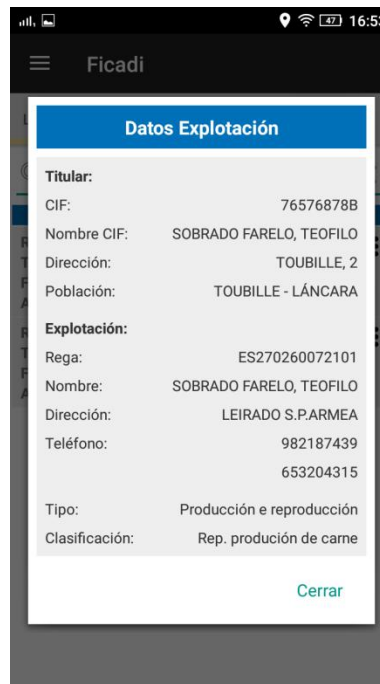 47 16:53
Ficadi
Datos Explotación
Titular:
CIF: 76576878B
Nombre CIF: SOBRADO FARELO, TEOFILO
Dirección: TOUBILLE, 2
Población: TOUBILLE - LÁNCARA
Explotación:
Rega: ES270260072101
Nombre: SOBRADO FARELO, TEOFILO
Dirección: LEIRADO S.P.ARMEA
Teléfono: 982187439
653204315
Tipo: Producción e reproducción
Clasificación: Rep. produción de carne
Cerrar